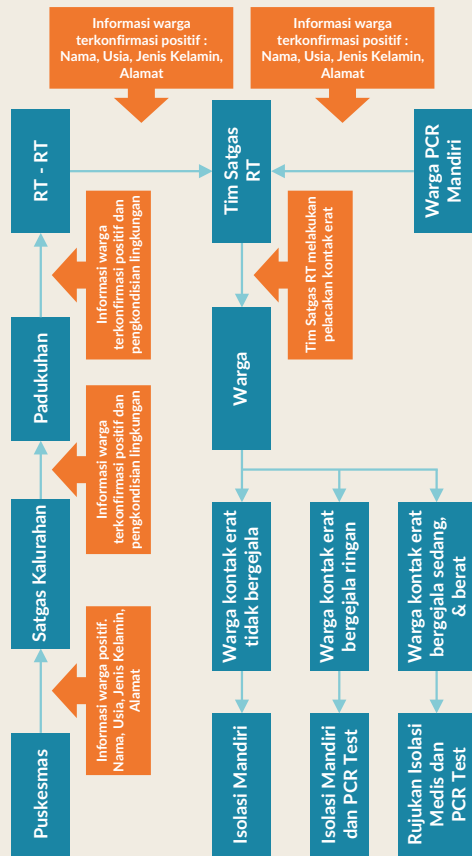 Informasi warga
terkonfirmasi positif :
Nama, Usia, Jenis Kelamin,
Alamat
Informasi warga
terkonfirmasi positif :
Nama, Usia, Jenis Kelamin,
Alamat
Puskesmas
Informasi warga positif.
Nama, Usia, Jenis Kelamin,
Alamat
Satgas Kalurahan
Informasi warga
terkonfirmasi positif dan
pengkondisian lingkungan
Padukuhan
Informasi warga
terkonfirmasi positif dan
pengkondisian lingkungan
RT - RT
Tim Satgas
RT
Warga PCR
Mandiri
Tim Satgas RT melakukan
pelacakan kontak erat
Warga
Warga kontak erat
tidak bergejala
Warga kontak erat
bergejala ringan
Warga kontak erat
bergejala sedang,
& berat
Isolasi Mandiri
Isolasi Mandiri
dan PCR Test
Rujukan Isolasi
Medis dan
PCR Test